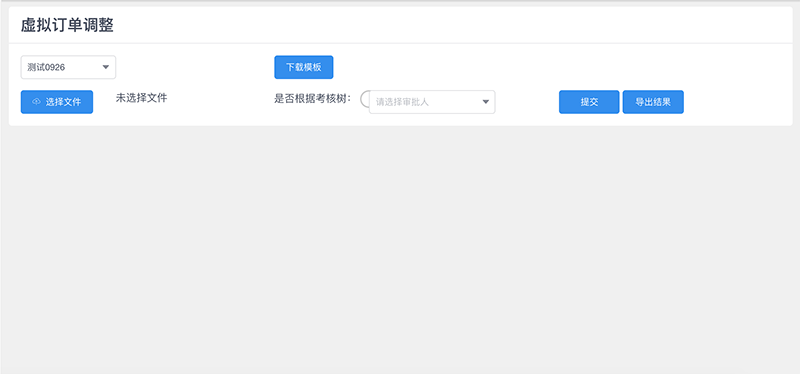 虚拟订单调整
测试0926
下载模板
选择文件
未选择文件
是否根据考核树：
请选择审批人
提交
导出结果